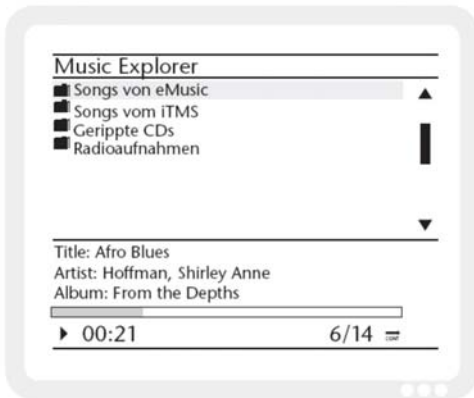 Music Explorer
Songs von eMusic
Songs vom iTMS
Gerippte CDs
Radioaufnahmen
Title: Afro Blues
Artist: Hoffman, Shirley Anne
Album: From the Depths
00:21 6/14